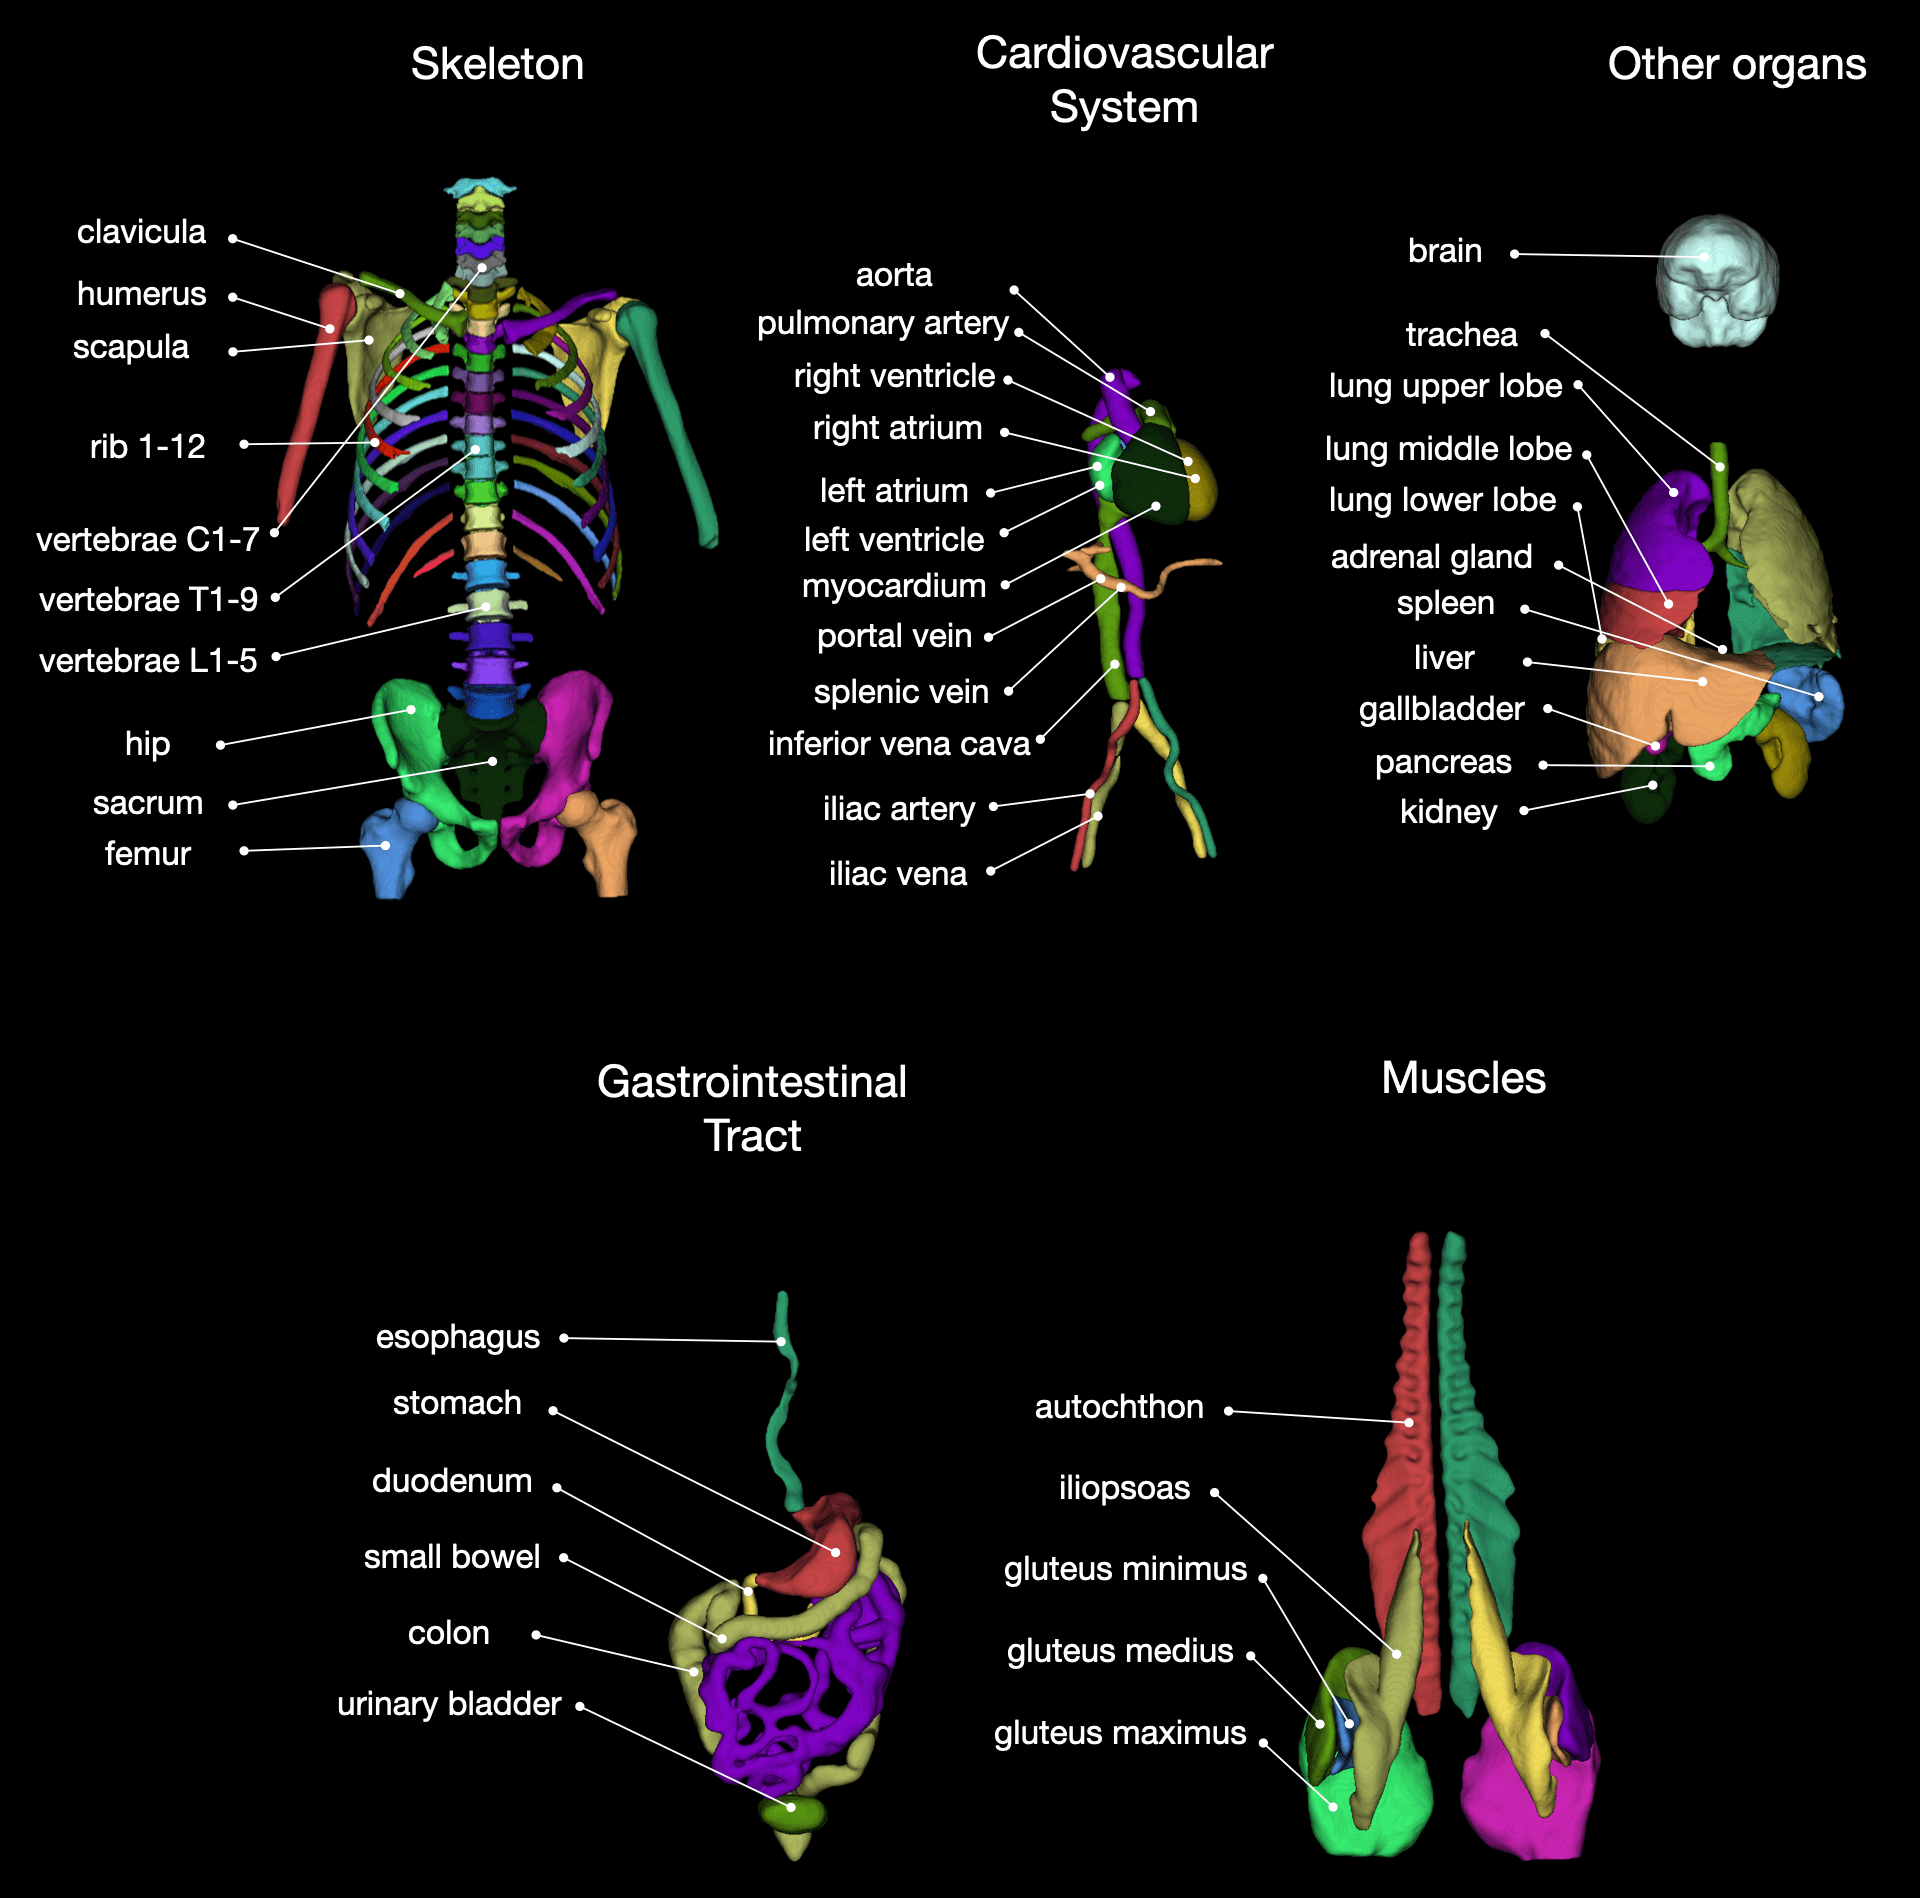 Skeleton
clavicula
humerus
scapula
rib 1-12
vertebrae C1-7
vertebrae T1-9
vertebrae L1-5
hip
sacrum
femur
Cardiovascular
System
aorta
pulmonary artery
right ventricle
right atrium
left atrium
left ventricle
myocardium
portal vein
splenic vein
inferior vena cava
iliac artery
iliac vena
Other organs
brain
trachea
lung upper lobe
lung middle lobe
lung lower lobe
adrenal gland
spleen
liver
gallbladder
pancreas
kidney
Gastrointestinal
Tract
esophagus
stomach
duodenum
small bowel
colon
urinary bladder
Muscles
autochthon
iliopsoas
gluteus minimus
gluteus medius
gluteus maximus